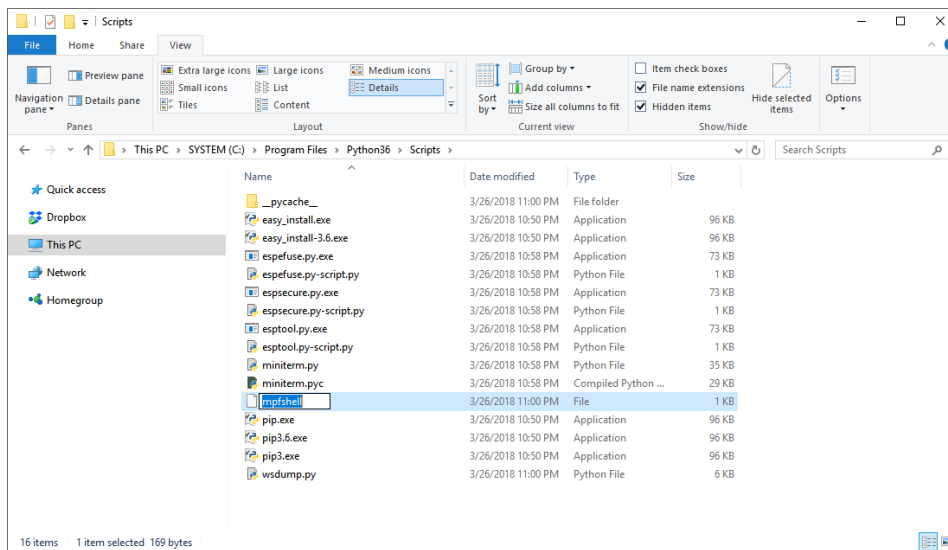 Scripts
File Home Share View
Navigation pane
Preview pane
Details pane
Panes
Extra large icons Large icons Medium icons
Small icons List Details
Tiles Content
Layout
Sort by
Group by
Add columns
Size all columns to fit
Current view
Item check boxes
File name extensions
Hidden items
Hide selected items
Show/hide
Options
This PC > SYSTEM (C:) > Program Files > Python36 > Scripts >
Search Scripts
Quick access
Dropbox
This PC
Network
Homegroup
Name Date modified Type Size
__pycache__ 3/26/2018 11:00 PM File folder
easy_install.exe 3/26/2018 10:50 PM Application 96 KB
easy_install-3.6.exe 3/26/2018 10:50 PM Application 96 KB
espefuse.py.exe 3/26/2018 10:58 PM Application 73 KB
espefuse.py-script.py 3/26/2018 10:58 PM Python File 1 KB
espsecure.py.exe 3/26/2018 10:58 PM Application 73 KB
espsecure.py-script.py 3/26/2018 10:58 PM Python File 1 KB
esptool.py.exe 3/26/2018 10:58 PM Application 73 KB
esptool.py-script.py 3/26/2018 10:58 PM Python File 1 KB
miniterm.py 3/26/2018 10:58 PM Python File 35 KB
miniterm.pyc 3/26/2018 10:58 PM Compiled Python ... 29 KB
mpfshell 3/26/2018 11:00 PM File 1 KB
pip.exe 3/26/2018 10:50 PM Application 96 KB
pip3.6.exe 3/26/2018 10:50 PM Application 96 KB
pip3.exe 3/26/2018 10:50 PM Application 96 KB
wsdump.py 3/26/2018 11:00 PM Python File 6 KB
16 items 1 item selected 169 bytes